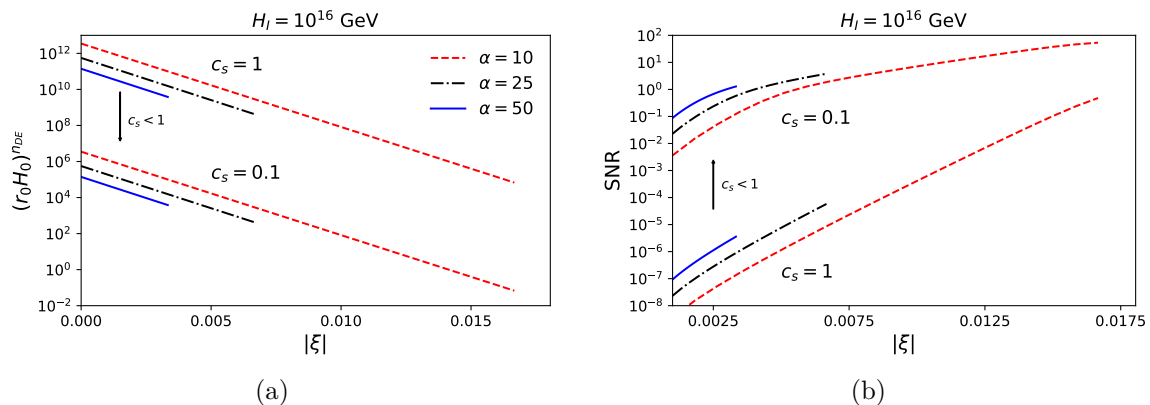 H_I = 10^16 GeV
10^12
10^10
10^8
10^6
10^4
10^2
10^0
10^−2
(r_0H_0)^n_DE
c_s = 1
c_s < 1
c_s = 0.1
α = 10
α = 25
α = 50
0.000
0.005
0.010
0.015
|ξ|
(a)
H_I = 10^16 GeV
10^2
10^1
10^0
10^−1
10^−2
10^−3
10^−4
10^−5
10^−6
10^−7
10^−8
SNR
c_s = 0.1
c_s < 1
c_s = 1
0.0025
0.0075
0.0125
0.0175
|ξ|
(b)